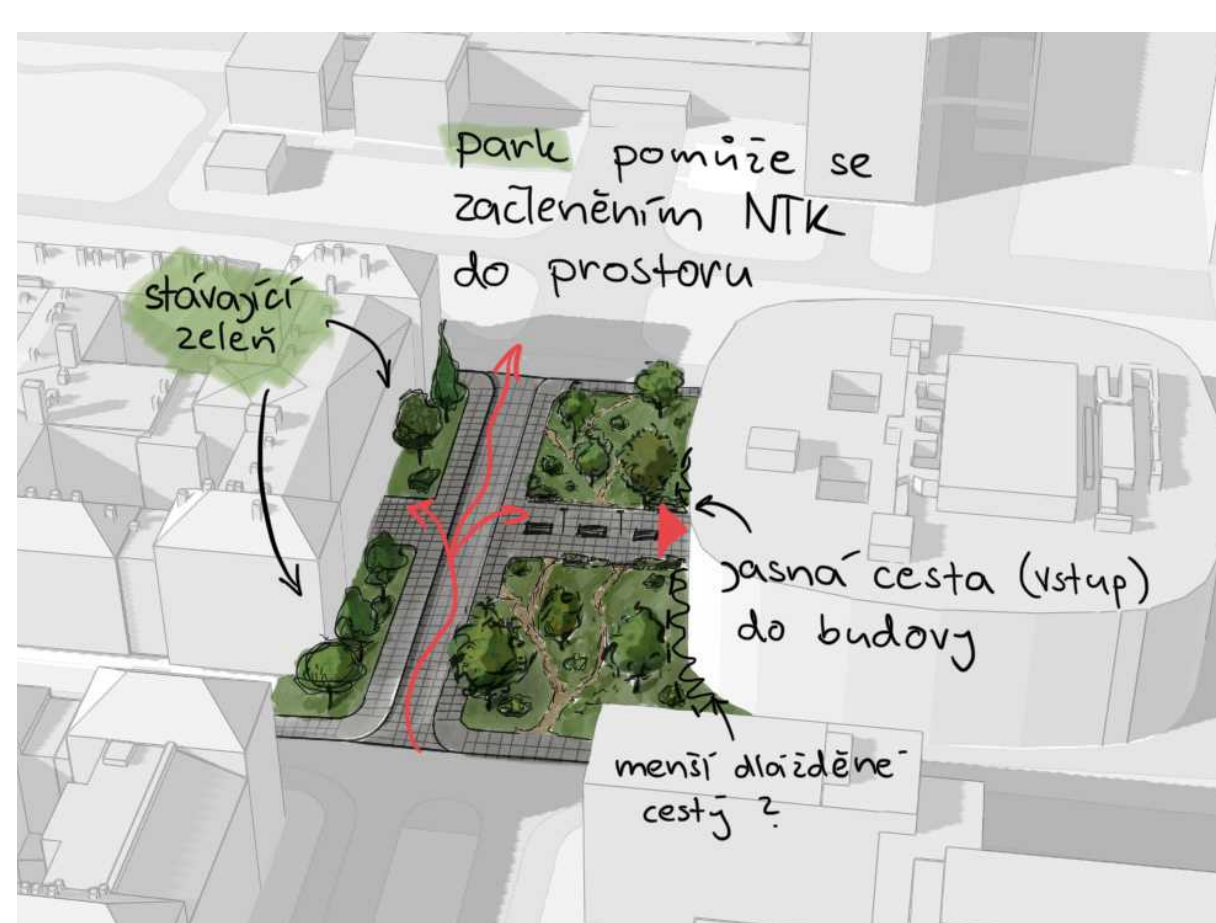 park pomůže se
začleněním NTK
do prostoru
stávající
zeleň
jasná cesta (vstup)
do budovy
menší dlážděné
cesty ?